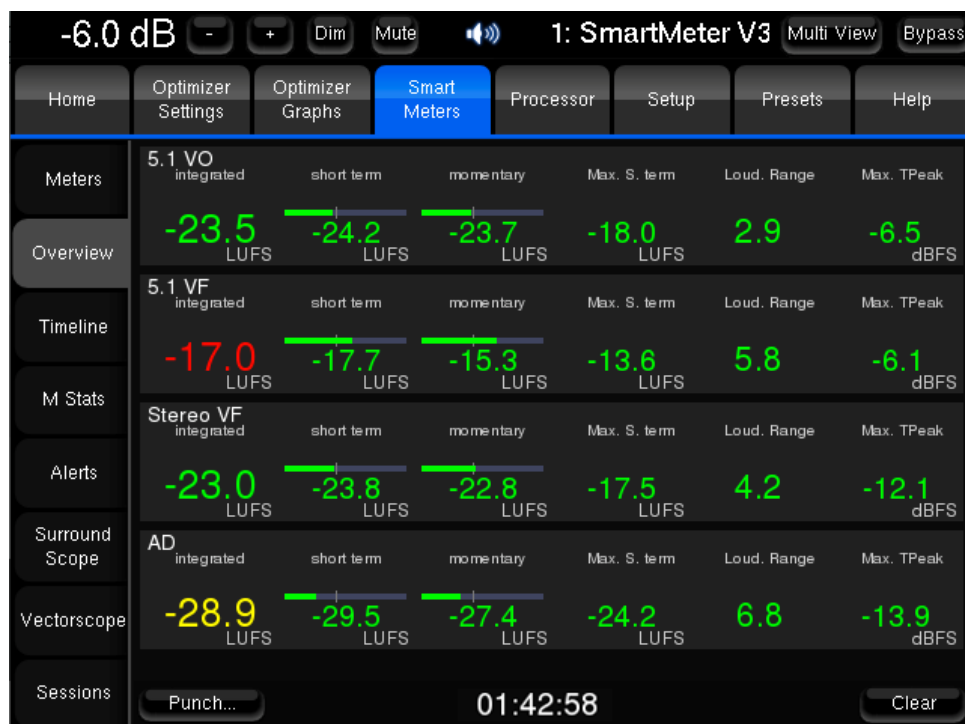 -6.0 dB - + Dim Mute 1: SmartMeter V3 Multi View Bypass
Home Optimizer Settings Optimizer Graphs Smart Meters Processor Setup Presets Help
Meters
Overview
Timeline
M Stats
Alerts
Surround Scope
Vectorscope
Sessions
5.1 VO
integrated short term momentary Max. S. term Loud. Range Max. TPeak
-23.5 -24.2 -23.7 -18.0 2.9 -6.5
LUFS LUFS LUFS LUFS dBFS
5.1 VF
integrated short term momentary Max. S. term Loud. Range Max. TPeak
-17.0 -17.7 -15.3 -13.6 5.8 -6.1
LUFS LUFS LUFS LUFS dBFS
Stereo VF
integrated short term momentary Max. S. term Loud. Range Max. TPeak
-23.0 -23.8 -22.8 -17.5 4.2 -12.1
LUFS LUFS LUFS LUFS dBFS
AD
integrated short term momentary Max. S. term Loud. Range Max. TPeak
-28.9 -29.5 -27.4 -24.2 6.8 -13.9
LUFS LUFS LUFS LUFS dBFS
Punch... 01:42:58 Clear